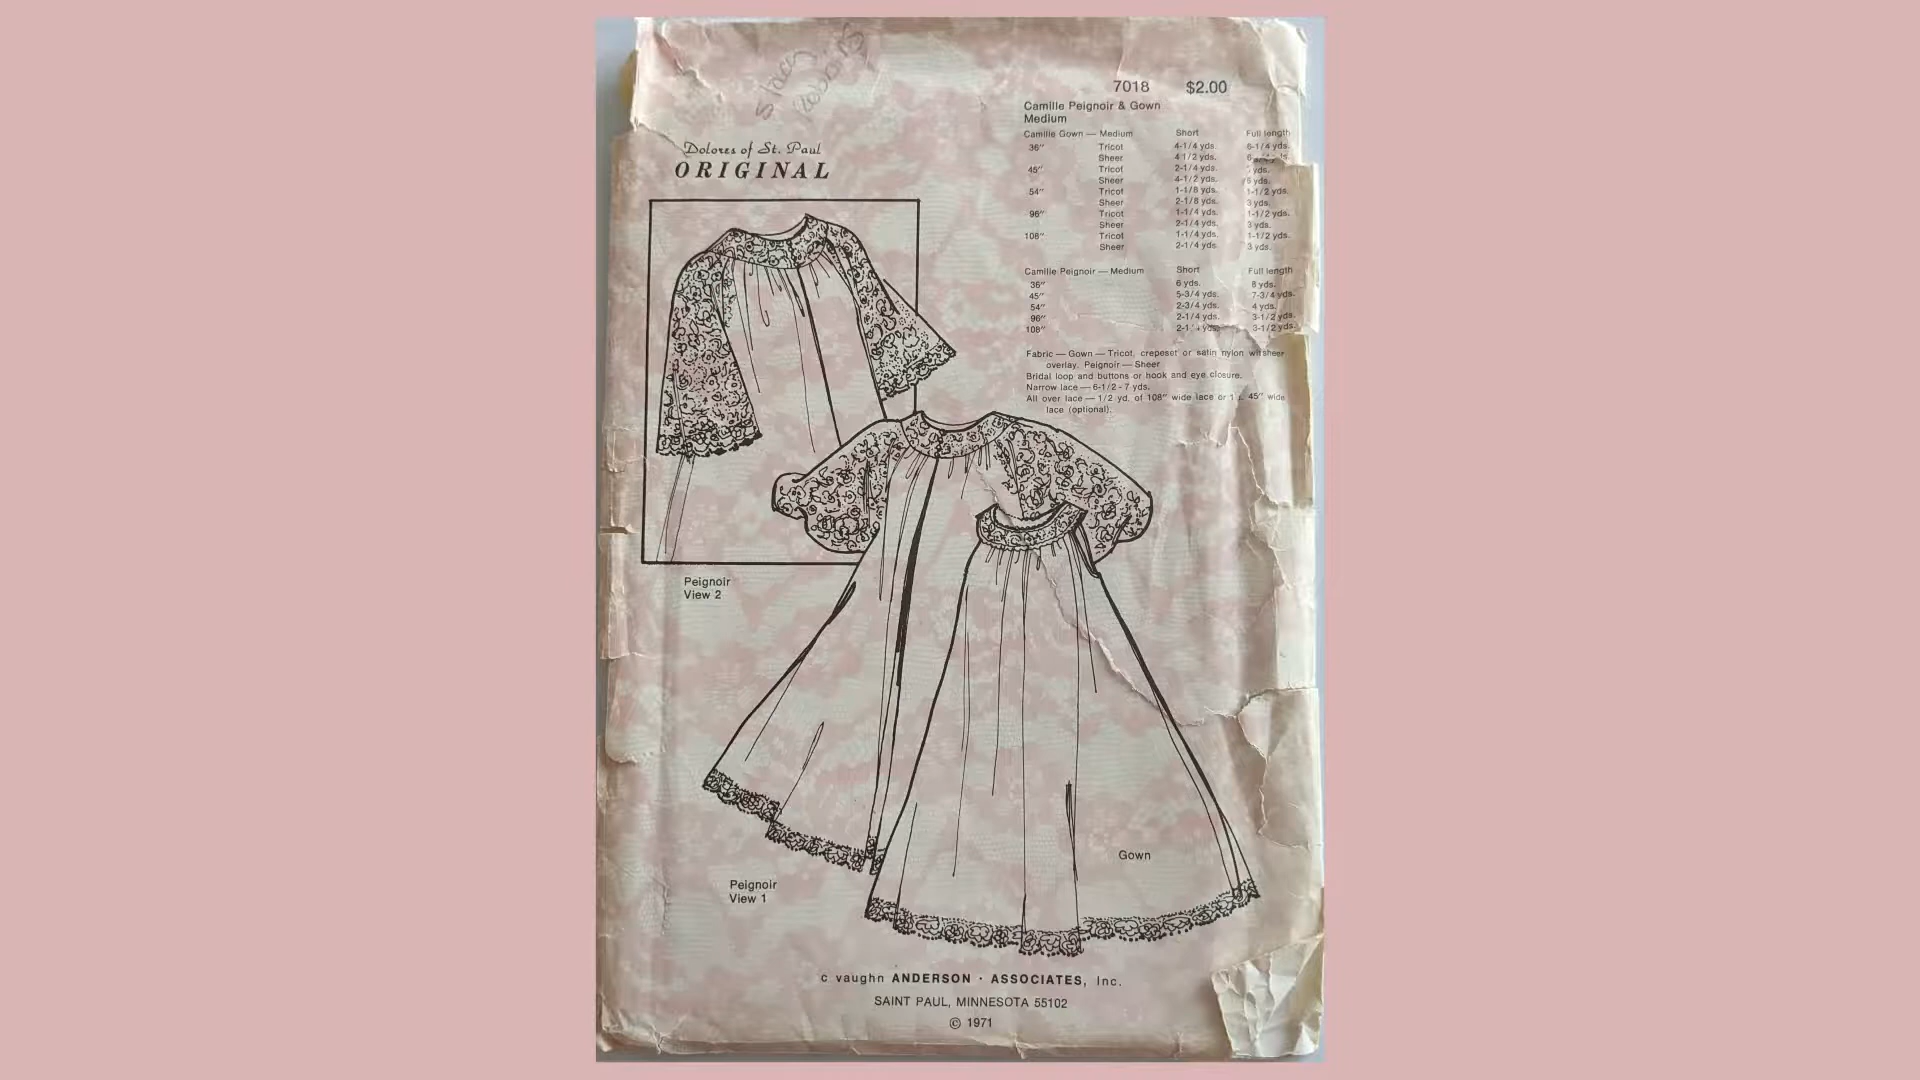 Stacy
7018 $2.00
Camille Peignoir & Gown
Medium
Camille Gown — Medium Short Full length
36" Tricot 4-1/4 yds. 6-1/4 yds.
Sheer 4 1/2 yds.
45" Tricot 2-1/4 yds. yds.
Sheer 4-1/2 yds. 5 yds.
54" Tricot 1-1/8 yds. 1-1/2 yds.
Sheer 2-1/8 yds. 3 yds.
96" Tricot 1-1/4 yds. 1-1/2 yds.
Sheer 2-1/4 yds. 3 yds.
108" Tricot 1-1/4 yds. 1-1/2 yds.
Sheer 2-1/4 yds. 3 yds.
Dolores of St. Paul
ORIGINAL
Camille Peignoir — Medium Short Full length
36" 6 yds. 8 yds.
45" 5-3/4 yds. 7-3/4 yds.
54" 2-3/4 yds. 4 yds.
96" 2-1/4 yds. 3-1/2 yds.
108" 3-1/2 yds.
Fabric — Gown — Tricot, crepeset or satin nylon sheer
overlay. Peignoir — Sheer
Bridal loop and buttons or hook and eye closure.
Narrow lace — 6-1/2 - 7 yds.
All over lace — 1/2 yd. of 108" wide lace or 45" wide
lace (optional).
Peignoir
View 2
Gown
Peignoir
View 1
c vaughn ANDERSON · ASSOCIATES, Inc.
SAINT PAUL, MINNESOTA 55102
© 1971